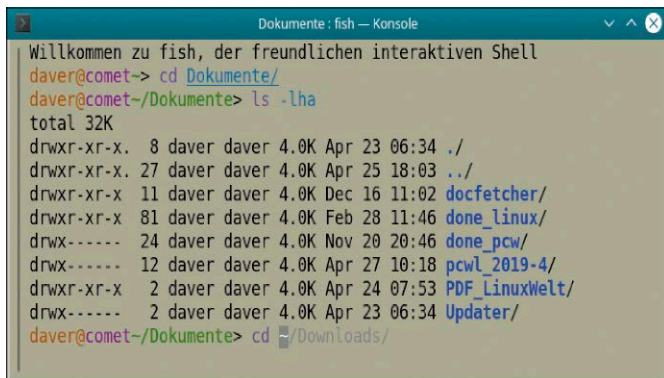 Dokumente : fish — Konsole
Willkommen zu fish, der freundlichen interaktiven Shell
daver@comet~> cd Dokumente/
daver@comet~/Dokumente> ls -lha
total 32K
drwxr-xr-x.  8 daver daver 4.0K Apr 23 06:34 ./
drwxr-xr-x. 27 daver daver 4.0K Apr 25 18:03 ../
drwxr-xr-x  11 daver daver 4.0K Dec 16 11:02 docfetcher/
drwxr-xr-x  81 daver daver 4.0K Feb 28 11:46 done_linux/
drwx------  24 daver daver 4.0K Nov 20 20:46 done_pcw/
drwx------  12 daver daver 4.0K Apr 27 10:18 pcwl_2019-4/
drwxr-xr-x   2 daver daver 4.0K Apr 24 07:53 PDF_LinuxWelt/
drwx------   2 daver daver 4.0K Apr 23 06:34 Updater/
daver@comet~/Dokumente> cd ~/Downloads/